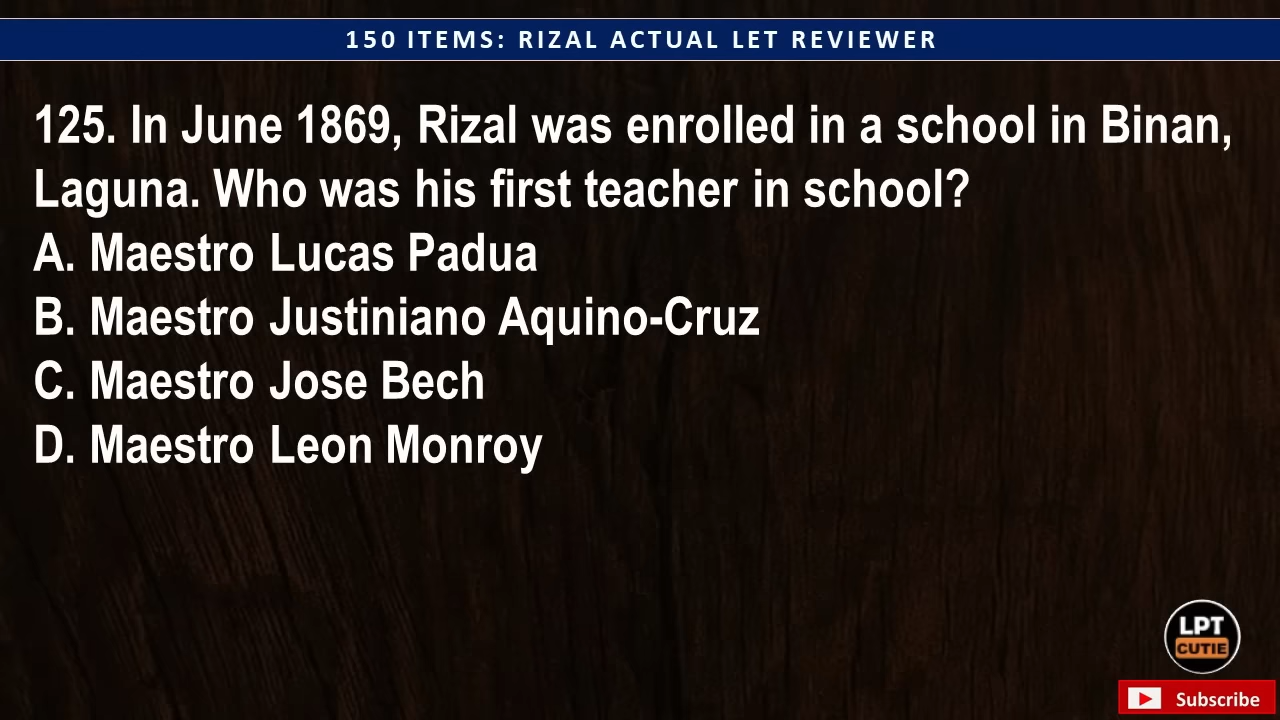 150 ITEMS: RIZAL ACTUAL LET REVIEWER
125. In June 1869, Rizal was enrolled in a school in Binan,
Laguna. Who was his first teacher in school?
A. Maestro Lucas Padua
B. Maestro Justiniano Aquino-Cruz
C. Maestro Jose Bech
D. Maestro Leon Monroy
LPT
CUTIE
Subscribe